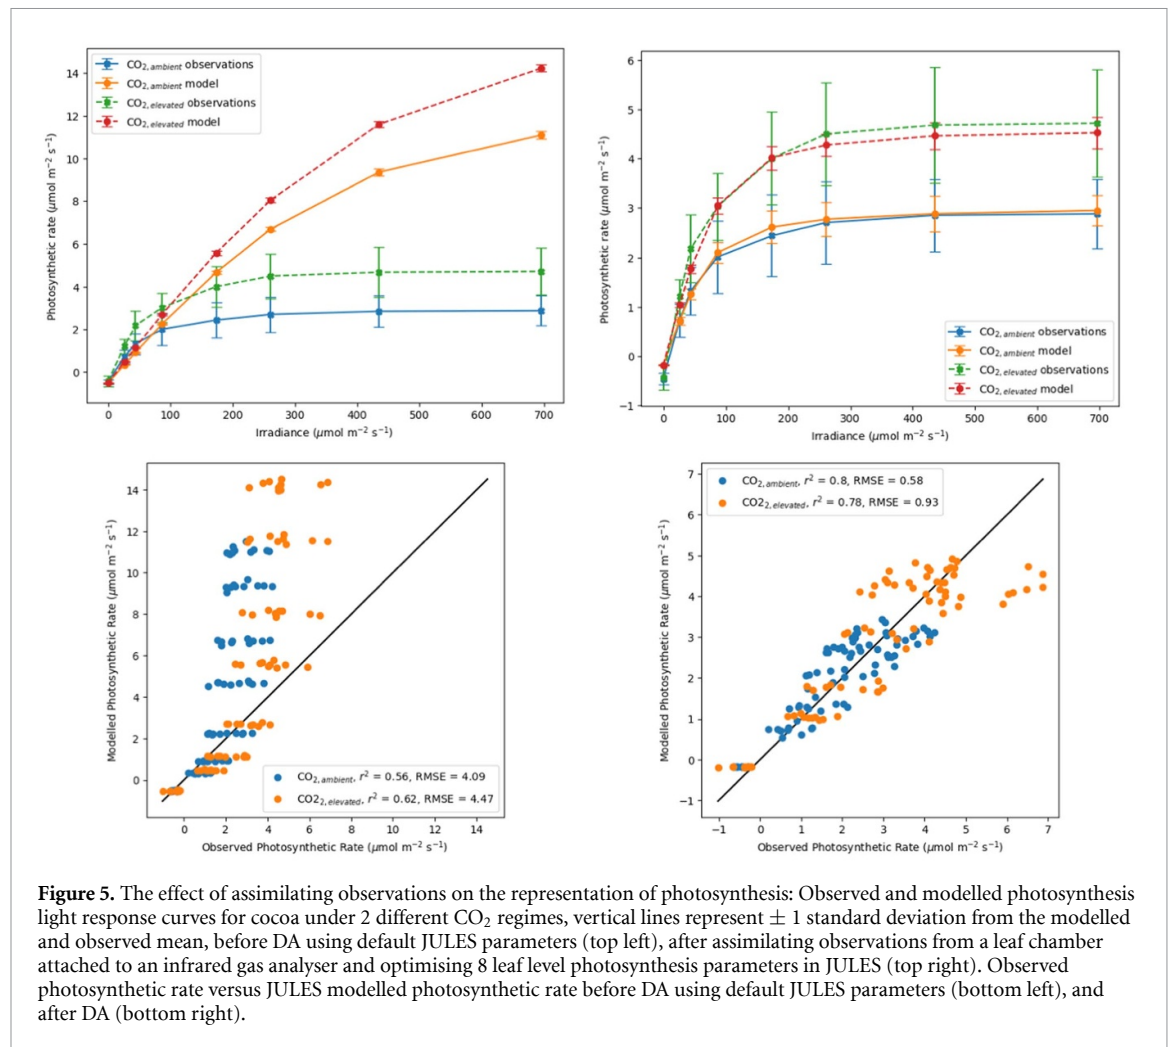 CO2,ambient observations
CO2,ambient model
CO2,elevated observations
CO2,elevated model
Photosynthetic rate (μmol m−2 s−1)
14
12
10
8
6
4
2
0
0 100 200 300 400 500 600 700
Irradiance (μmol m−2 s−1)
Photosynthetic rate (μmol m−2 s−1)
6
5
4
3
2
1
0
−1
CO2,ambient observations
CO2,ambient model
CO2,elevated observations
CO2,elevated model
0 100 200 300 400 500 600 700
Irradiance (μmol m−2 s−1)
Modelled Photosynthetic Rate (μmol m−2 s−1)
14
12
10
8
6
4
2
0
CO2,ambient, r2 = 0.56, RMSE = 4.09
CO22,elevated, r2 = 0.62, RMSE = 4.47
0 2 4 6 8 10 12 14
Observed Photosynthetic Rate (μmol m−2 s−1)
CO2,ambient, r2 = 0.8, RMSE = 0.58
CO22,elevated, r2 = 0.78, RMSE = 0.93
Modelled Photosynthetic Rate (μmol m−2 s−1)
7
6
5
4
3
2
1
0
−1
−1 0 1 2 3 4 5 6 7
Observed Photosynthetic Rate (μmol m−2 s−1)
Figure 5. The effect of assimilating observations on the representation of photosynthesis: Observed and modelled photosynthesis
light response curves for cocoa under 2 different CO2 regimes, vertical lines represent ± 1 standard deviation from the modelled
and observed mean, before DA using default JULES parameters (top left), after assimilating observations from a leaf chamber
attached to an infrared gas analyser and optimising 8 leaf level photosynthesis parameters in JULES (top right). Observed
photosynthetic rate versus JULES modelled photosynthetic rate before DA using default JULES parameters (bottom left), and
after DA (bottom right).